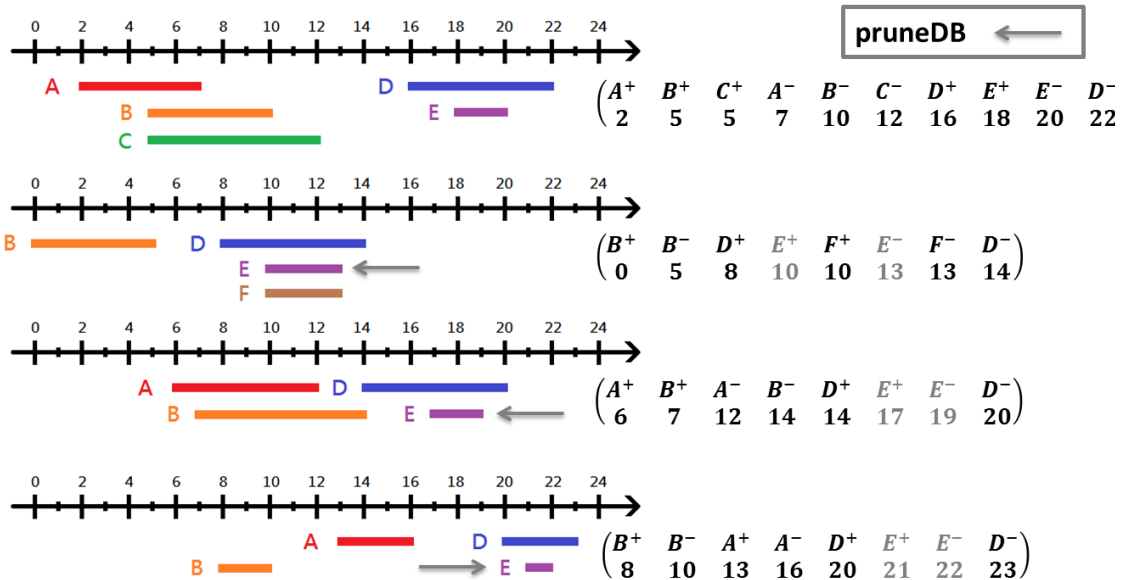 0 2 4 6 8 10 12 14 16 18 20 22 24
pruneDB
A D
B E
C
A⁺ B⁺ C⁺ A⁻ B⁻ C⁻ D⁺ E⁺ E⁻ D⁻
2 5 5 7 10 12 16 18 20 22
0 2 4 6 8 10 12 14 16 18 20 22 24
B D
E
F
B⁺ B⁻ D⁺ E⁺ F⁺ E⁻ F⁻ D⁻
0 5 8 10 10 13 13 14
0 2 4 6 8 10 12 14 16 18 20 22 24
A D
B E
A⁺ B⁺ A⁻ B⁻ D⁺ E⁺ E⁻ D⁻
6 7 12 14 14 17 19 20
0 2 4 6 8 10 12 14 16 18 20 22 24
A D
B E
B⁺ B⁻ A⁺ A⁻ D⁺ E⁺ E⁻ D⁻
8 10 13 16 20 21 22 23